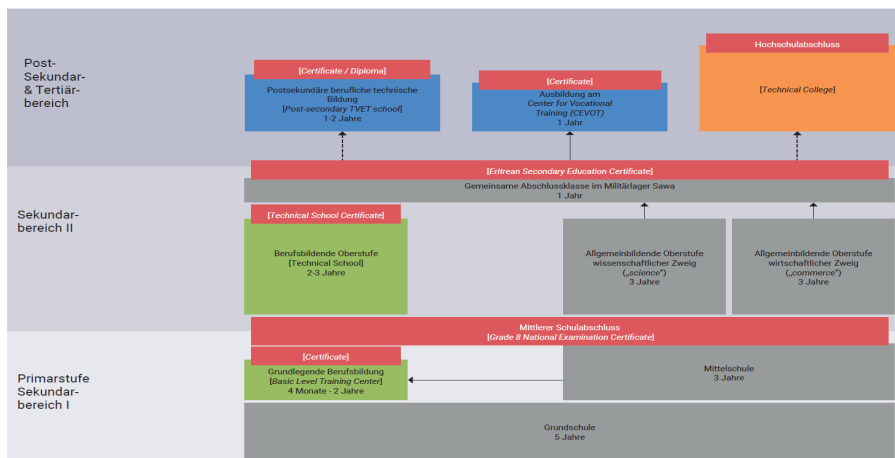 Post-
Sekundar-
& Tertiär-
bereich
[Certificate / Diploma]
Postsekundäre berufliche technische
Bildung
[Post-secondary TVET school]
1-2 Jahre
[Certificate]
Ausbildung am
Center for Vocational
Training (CEVOT)
1 Jahr
Hochschulabschluss
[Technical College]
[Eritrean Secondary Education Certificate]
Gemeinsame Abschlussklasse im Militärlager Sawa
1 Jahr
Sekundar-
bereich II
[Technical School Certificate]
Berufsbildende Oberstufe
[Technical School]
2-3 Jahre
Allgemeinbildende Oberstufe
wissenschaftlicher Zweig
(„science")
3 Jahre
Allgemeinbildende Oberstufe
wirtschaftlicher Zweig
(„commerce")
3 Jahre
Mittlerer Schulabschluss
[Grade 8 National Examination Certificate]
Primarstufe
Sekundar-
bereich I
[Certificate]
Grundlegende Berufsbildung
[Basic Level Training Center]
4 Monate - 2 Jahre
Mittelschule
3 Jahre
Grundschule
5 Jahre